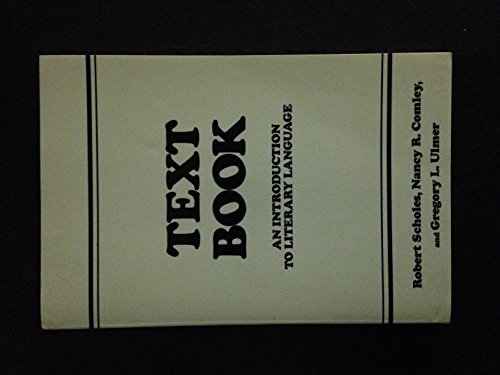 TEXT
BOOK
AN INTRODUCTION
TO LITERARY LANGUAGE
Robert Scholes, Nancy R. Comley,
and Gregory L. Ulmer